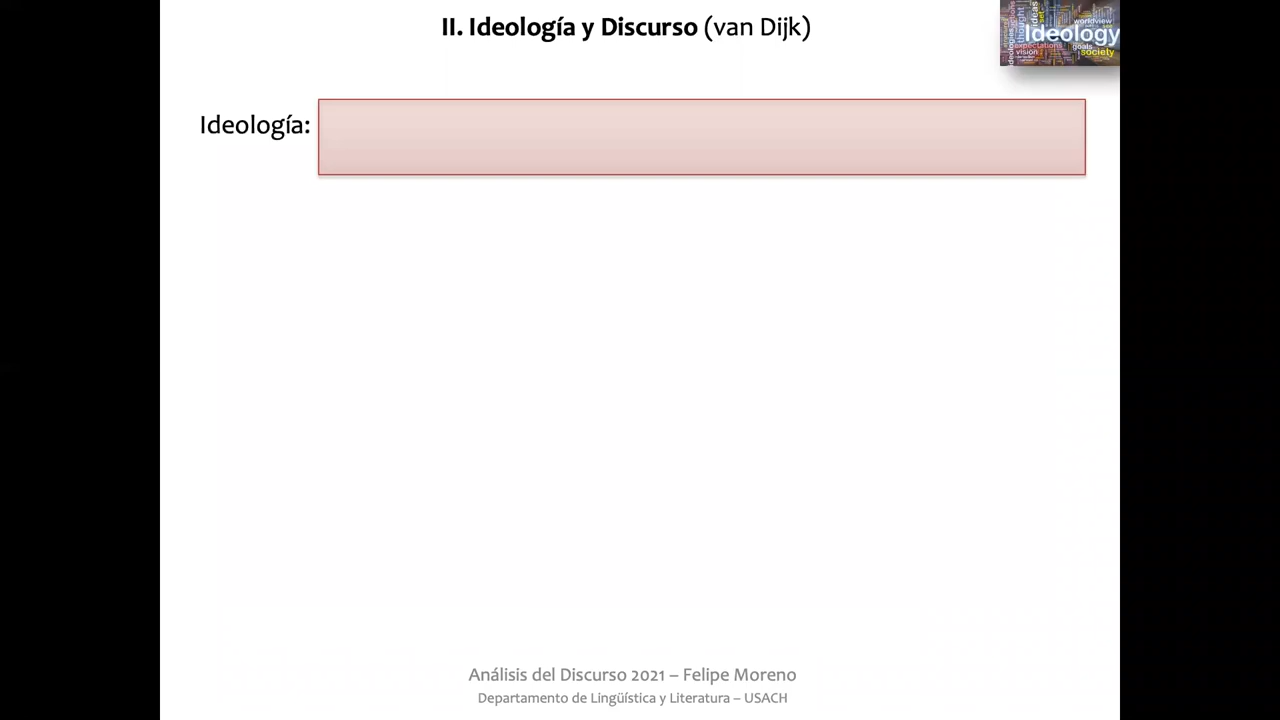 II. Ideología y Discurso (van Dijk)
worldview
Ideology
expectations
goals
vision
society
Ideología:
Análisis del Discurso 2021 – Felipe Moreno
Departamento de Lingüística y Literatura – USACH